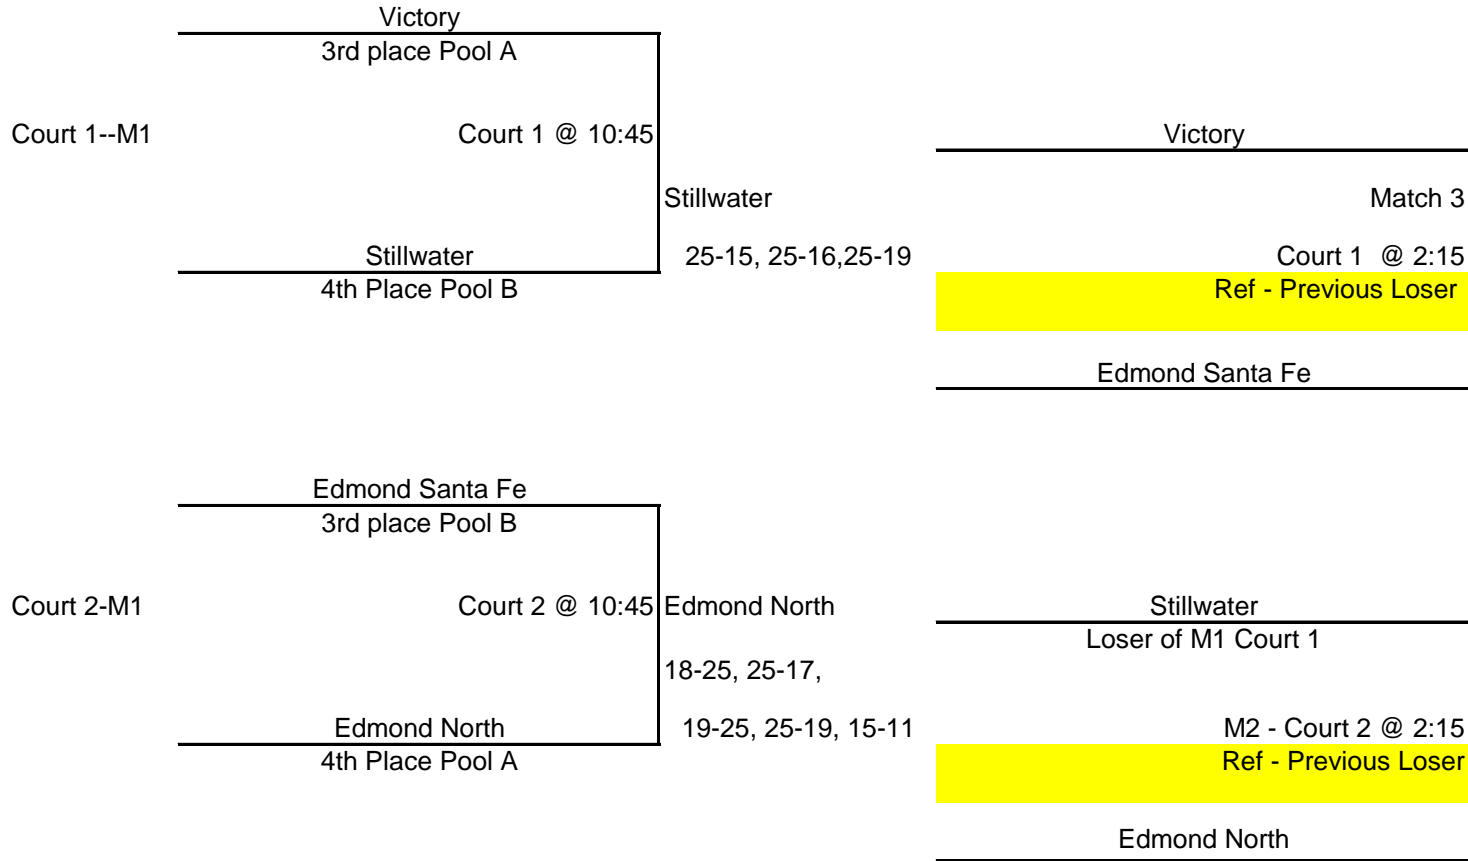 Victory
3rd place Pool A
Court 1--M1
Court 1 @ 10:45
Victory
Stillwater
Match 3
Stillwater
25-15, 25-16,25-19
Court 1 @ 2:15
4th Place Pool B
Ref - Previous Loser
Edmond Santa Fe
Edmond Santa Fe
3rd place Pool B
Court 2-M1
Court 2 @ 10:45
Edmond North
Stillwater
Loser of M1 Court 1
18-25, 25-17,
Edmond North
19-25, 25-19, 15-11
M2 - Court 2 @ 2:15
4th Place Pool A
Ref - Previous Loser
Edmond North